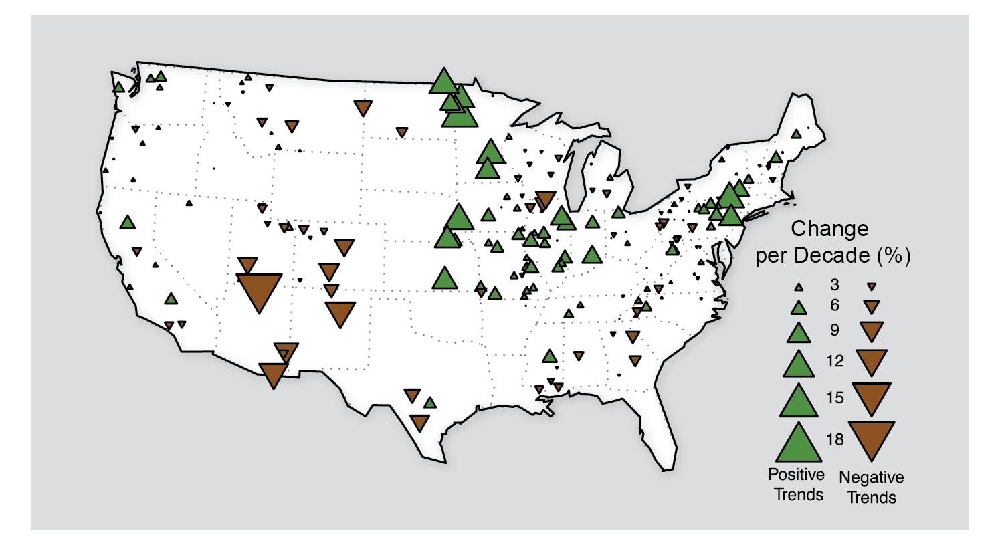 Change
per Decade (%)
3
6
9
12
15
18
Positive
Trends
Negative
Trends